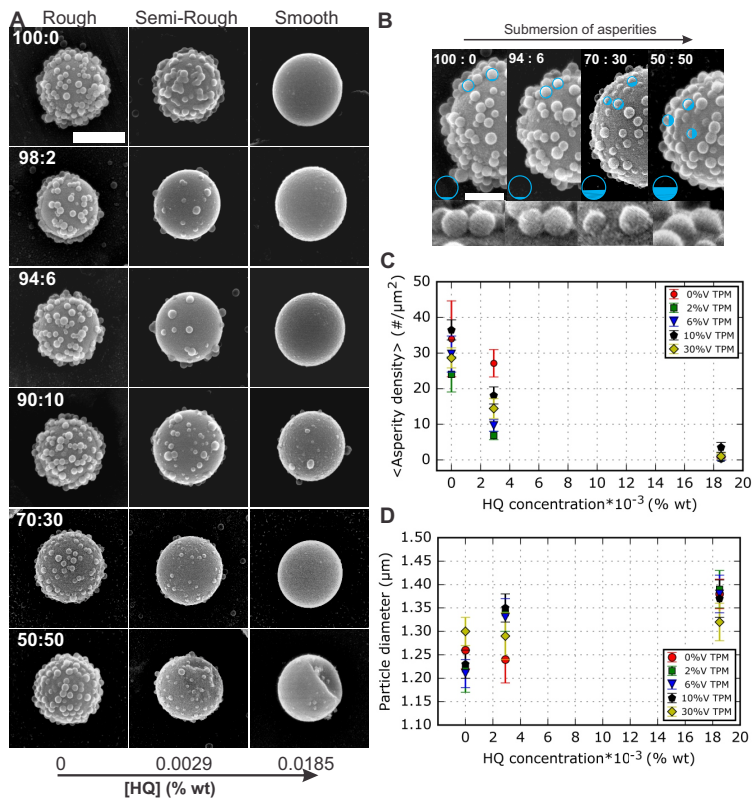 A
Rough
Semi-Rough
Smooth
100:0
98:2
94:6
90:10
70:30
50:50
0
0.0029
0.0185
[HQ] (% wt)
B
Submersion of asperities
100 : 0
94 : 6
70 : 30
50 : 50
C
50
40
30
20
10
0
<Asperity density> (#/µm²)
0%V TPM
2%V TPM
6%V TPM
10%V TPM
30%V TPM
0 2 4 6 8 10 12 14 16 18 20
HQ concentration*10⁻³ (% wt)
D
1.50
1.45
1.40
1.35
1.30
1.25
1.20
1.15
1.10
Particle diameter (µm)
0%V TPM
2%V TPM
6%V TPM
10%V TPM
30%V TPM
0 2 4 6 8 10 12 14 16 18 20
HQ concentration*10⁻³ (% wt)